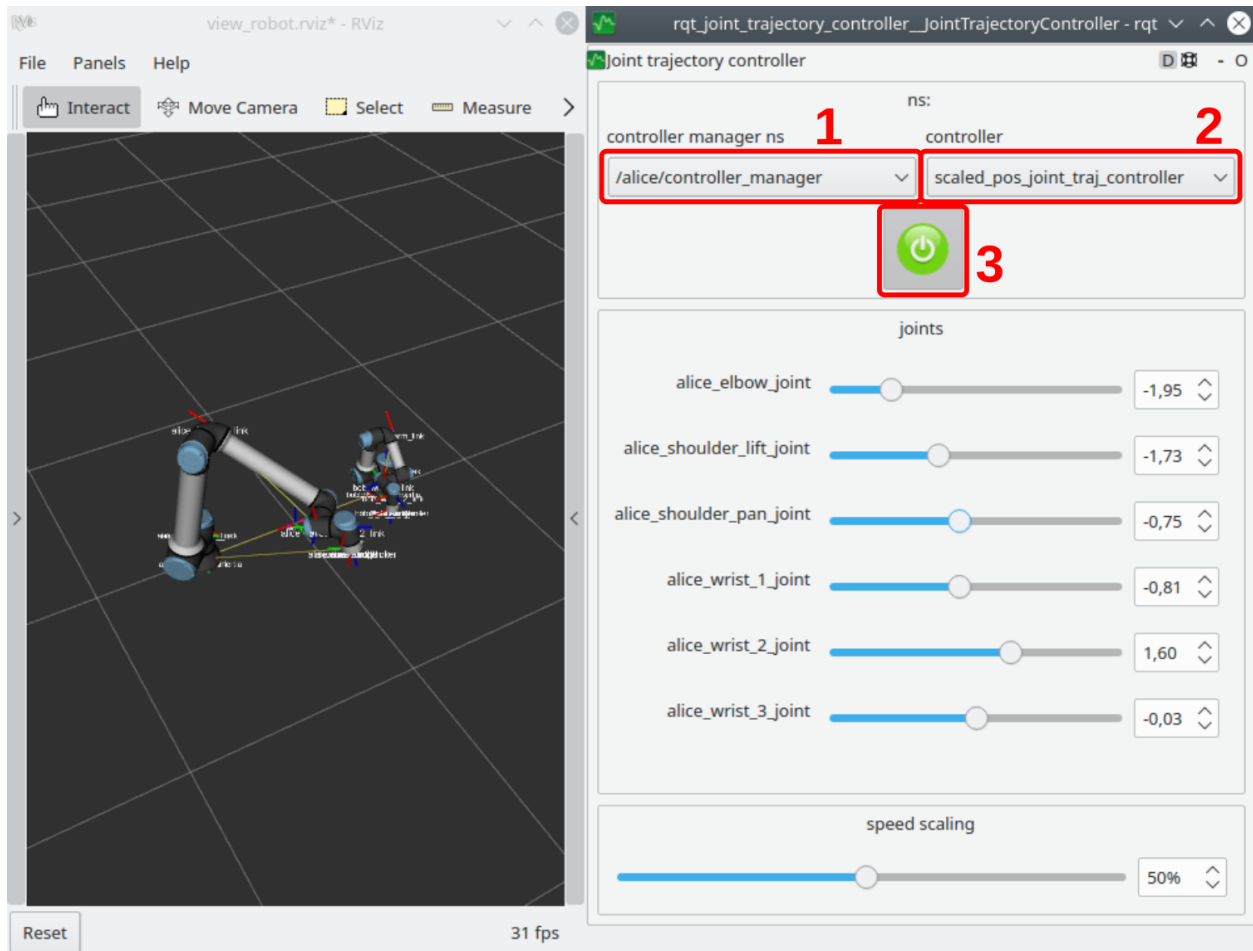 view_robot.rviz* - RViz
File Panels Help
Interact Move Camera Select Measure
alice link
Reset
31 fps
rqt_joint_trajectory_controller__JointTrajectoryController - rqt
Joint trajectory controller
D - O
ns:
controller manager ns 1 controller 2
/alice/controller_manager scaled_pos_joint_traj_controller
3
joints
alice_elbow_joint -1,95
alice_shoulder_lift_joint -1,73
alice_shoulder_pan_joint -0,75
alice_wrist_1_joint -0,81
alice_wrist_2_joint 1,60
alice_wrist_3_joint -0,03
speed scaling
50%